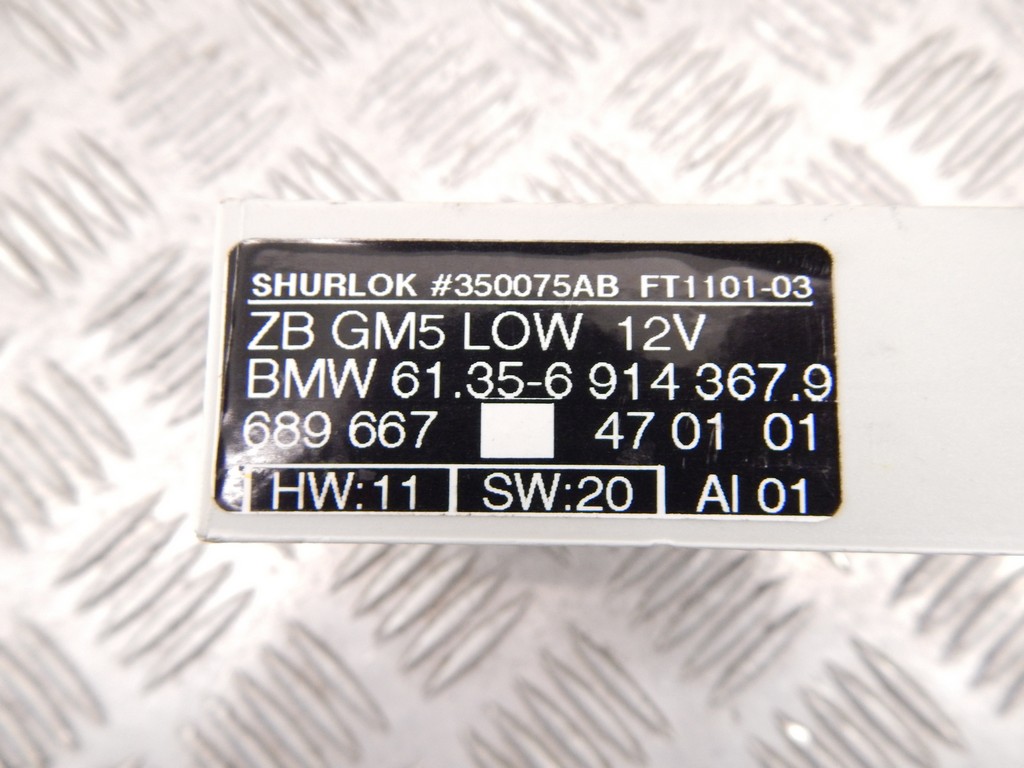 SHURLOK #350075AB FT1101-03
ZB GM5 LOW 12V
BMW 61.35-6 914 367.9
689 667 47 01 01
HW:11 SW:20 AI 01